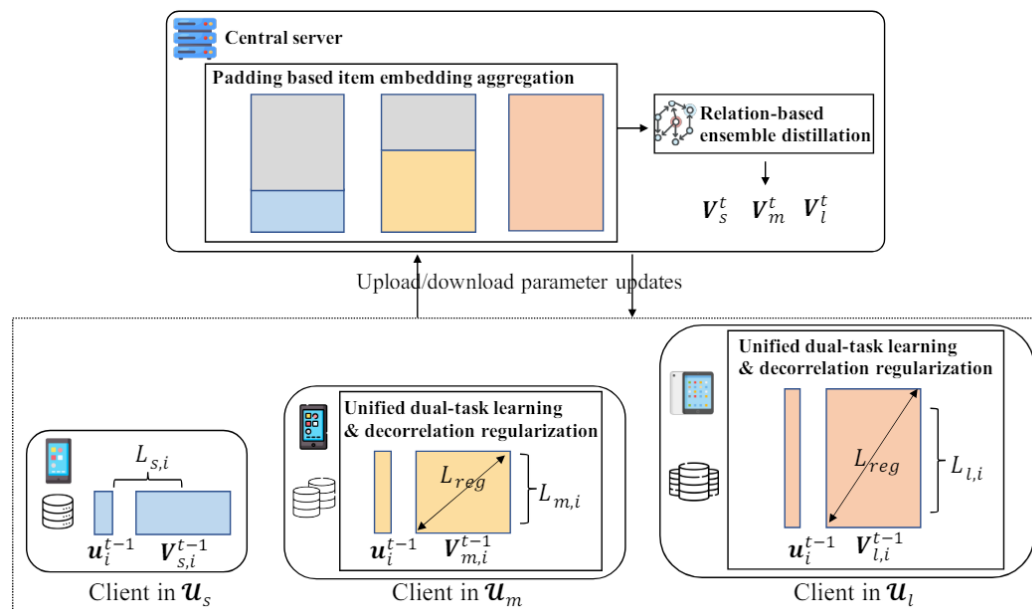 Central server
Padding based item embedding aggregation
Relation-based
ensemble distillation
𝑽_s^t 𝑽_m^t 𝑽_l^t
Upload/download parameter updates
L_{s,i}
𝒖_i^{t−1} 𝑽_{s,i}^{t−1}
Client in 𝓤_s
Unified dual-task learning
& decorrelation regularization
L_{reg}
L_{m,i}
𝒖_i^{t−1} 𝑽_{m,i}^{t−1}
Client in 𝓤_m
Unified dual-task learning
& decorrelation regularization
L_{reg}
L_{l,i}
𝒖_i^{t−1} 𝑽_{l,i}^{t−1}
Client in 𝓤_l